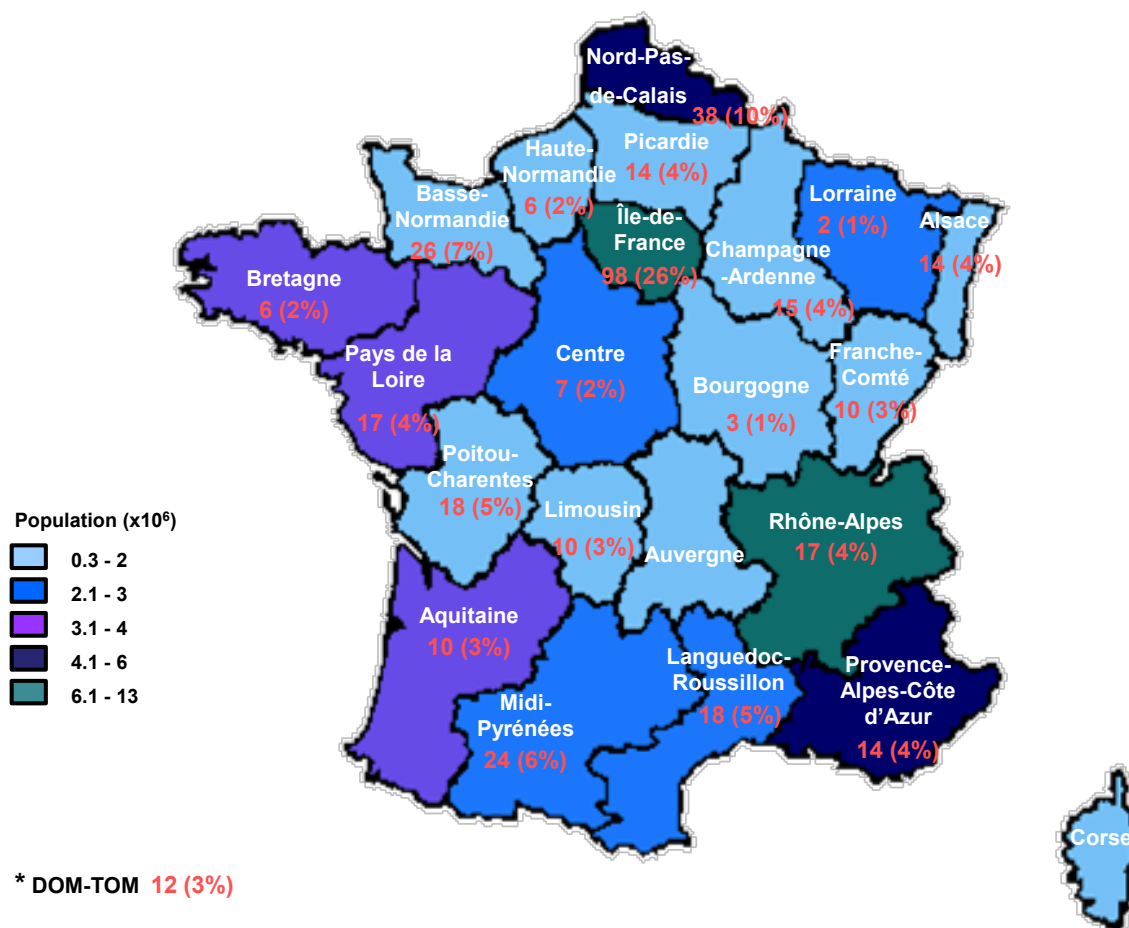 Nord-Pas-
de-Calais
38 (10%)
Picardie
14 (4%)
Haute-
Normandie
6 (2%)
Basse-
Normandie
26 (7%)
Île-de-
France
98 (26%)
Champagne
-Ardenne
15 (4%)
Lorraine
2 (1%)
Alsace
14 (4%)
Bretagne
6 (2%)
Pays de la
Loire
17 (4%)
Centre
7 (2%)
Bourgogne
3 (1%)
Franche-
Comté
10 (3%)
Poitou-
Charentes
18 (5%)
Limousin
10 (3%)
Auvergne
Rhône-Alpes
17 (4%)
Aquitaine
10 (3%)
Midi-
Pyrénées
24 (6%)
Languedoc-
Roussillon
18 (5%)
Provence-
Alpes-Côte
d’Azur
14 (4%)
Corse
Population (x10⁶)
0.3 - 2
2.1 - 3
3.1 - 4
4.1 - 6
6.1 - 13
* DOM-TOM 12 (3%)